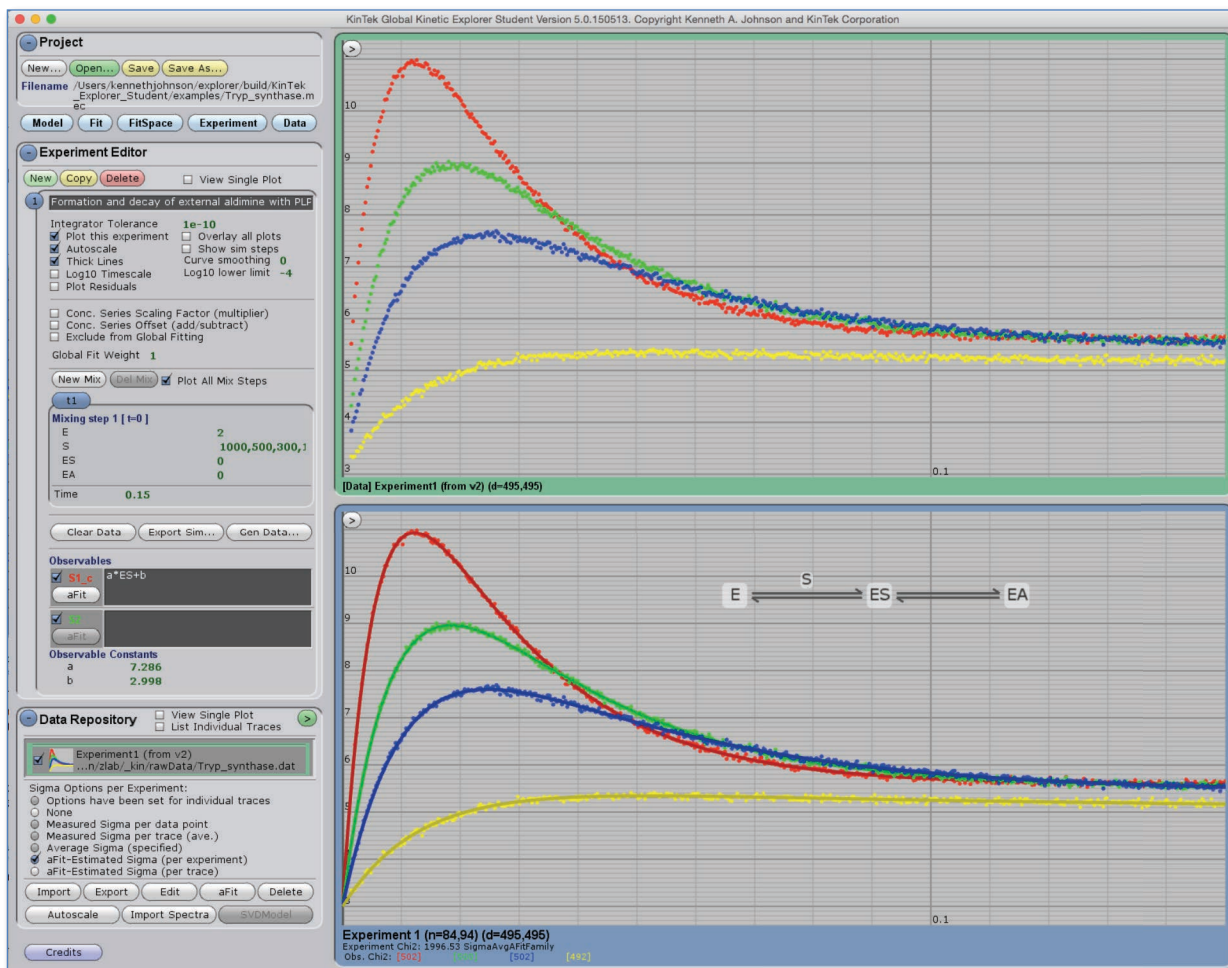 KinTek Global Kinetic Explorer Student Version 5.0.150513. Copyright Kenneth A. Johnson and KinTek Corporation
- Project
New... Open... Save Save As...
Filename /Users/kennethjohnson/explorer/build/KinTek
_Explorer_Student/examples/Tryp_synthase.m
ec
Model Fit FitSpace Experiment Data
- Experiment Editor
New Copy Delete View Single Plot
1 Formation and decay of external aldimine with PLP
Integrator Tolerance 1e-10
Plot this experiment Overlay all plots
Autoscale Show sim steps
Thick Lines Curve smoothing 0
Log10 Timescale Log10 lower limit -4
Plot Residuals
Conc. Series Scaling Factor (multiplier)
Conc. Series Offset (add/subtract)
Exclude from Global Fitting
Global Fit Weight 1
New Mix Del Mix Plot All Mix Steps
t1
Mixing step 1 [ t=0 ]
E 2
S 1000,500,300,1
ES 0
EA 0
Time 0.15
Clear Data Export Sim... Gen Data...
Observables
S1_c a*ES+b
aFit
aFit
Observable Constants
a 7.286
b 2.998
- Data Repository View Single Plot >
List Individual Traces
Experiment1 (from v2)
...n/zlab/_kin/rawData/Tryp_synthase.dat
Sigma Options per Experiment:
Options have been set for individual traces
None
Measured Sigma per data point
Measured Sigma per trace (ave.)
Average Sigma (specified)
aFit-Estimated Sigma (per experiment)
aFit-Estimated Sigma (per trace)
Import Export Edit aFit Delete
Autoscale Import Spectra SVDModel
Credits
>
10
9
8
7
6
5
4
3
0.1
[Data] Experiment1 (from v2) (d=495,495)
>
10
9
8
7
6
5
E S ES EA
0.1
Experiment 1 (n=84,94) (d=495,495)
Experiment Chi2: 1996.53 SigmaAvgAFitFamily
Obs. Chi2: [502] [502] [492]